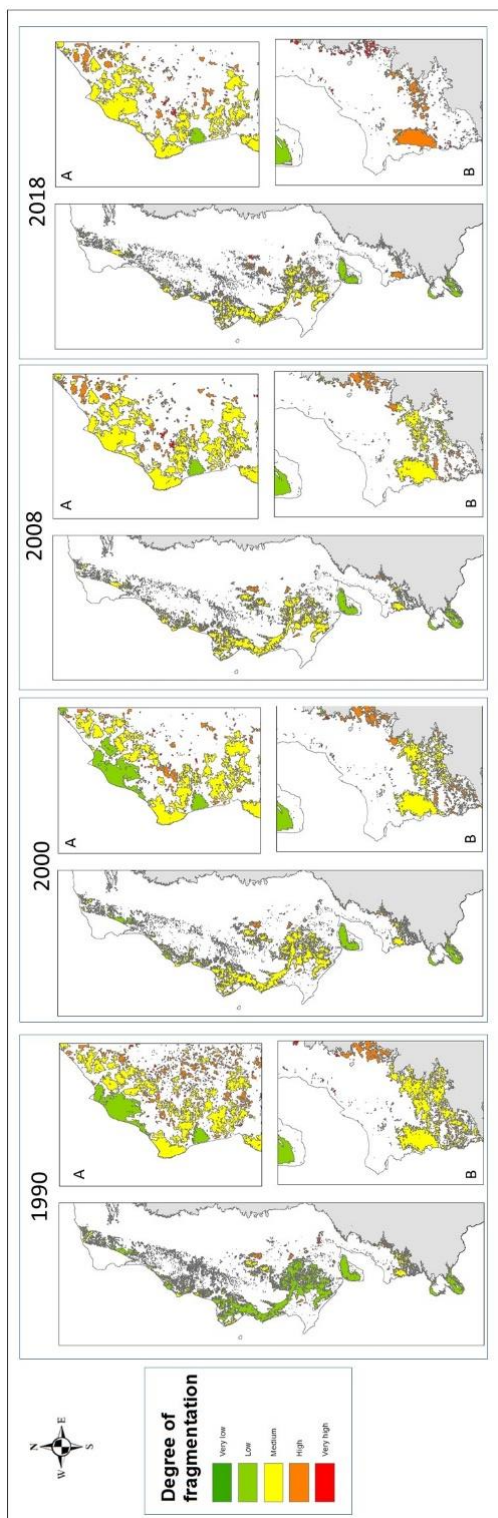 N
W
E
S
Degree of
fragmentation
Very low
Low
Medium
High
Very high
1990
A
B
2000
A
B
2008
A
B
2018
A
B